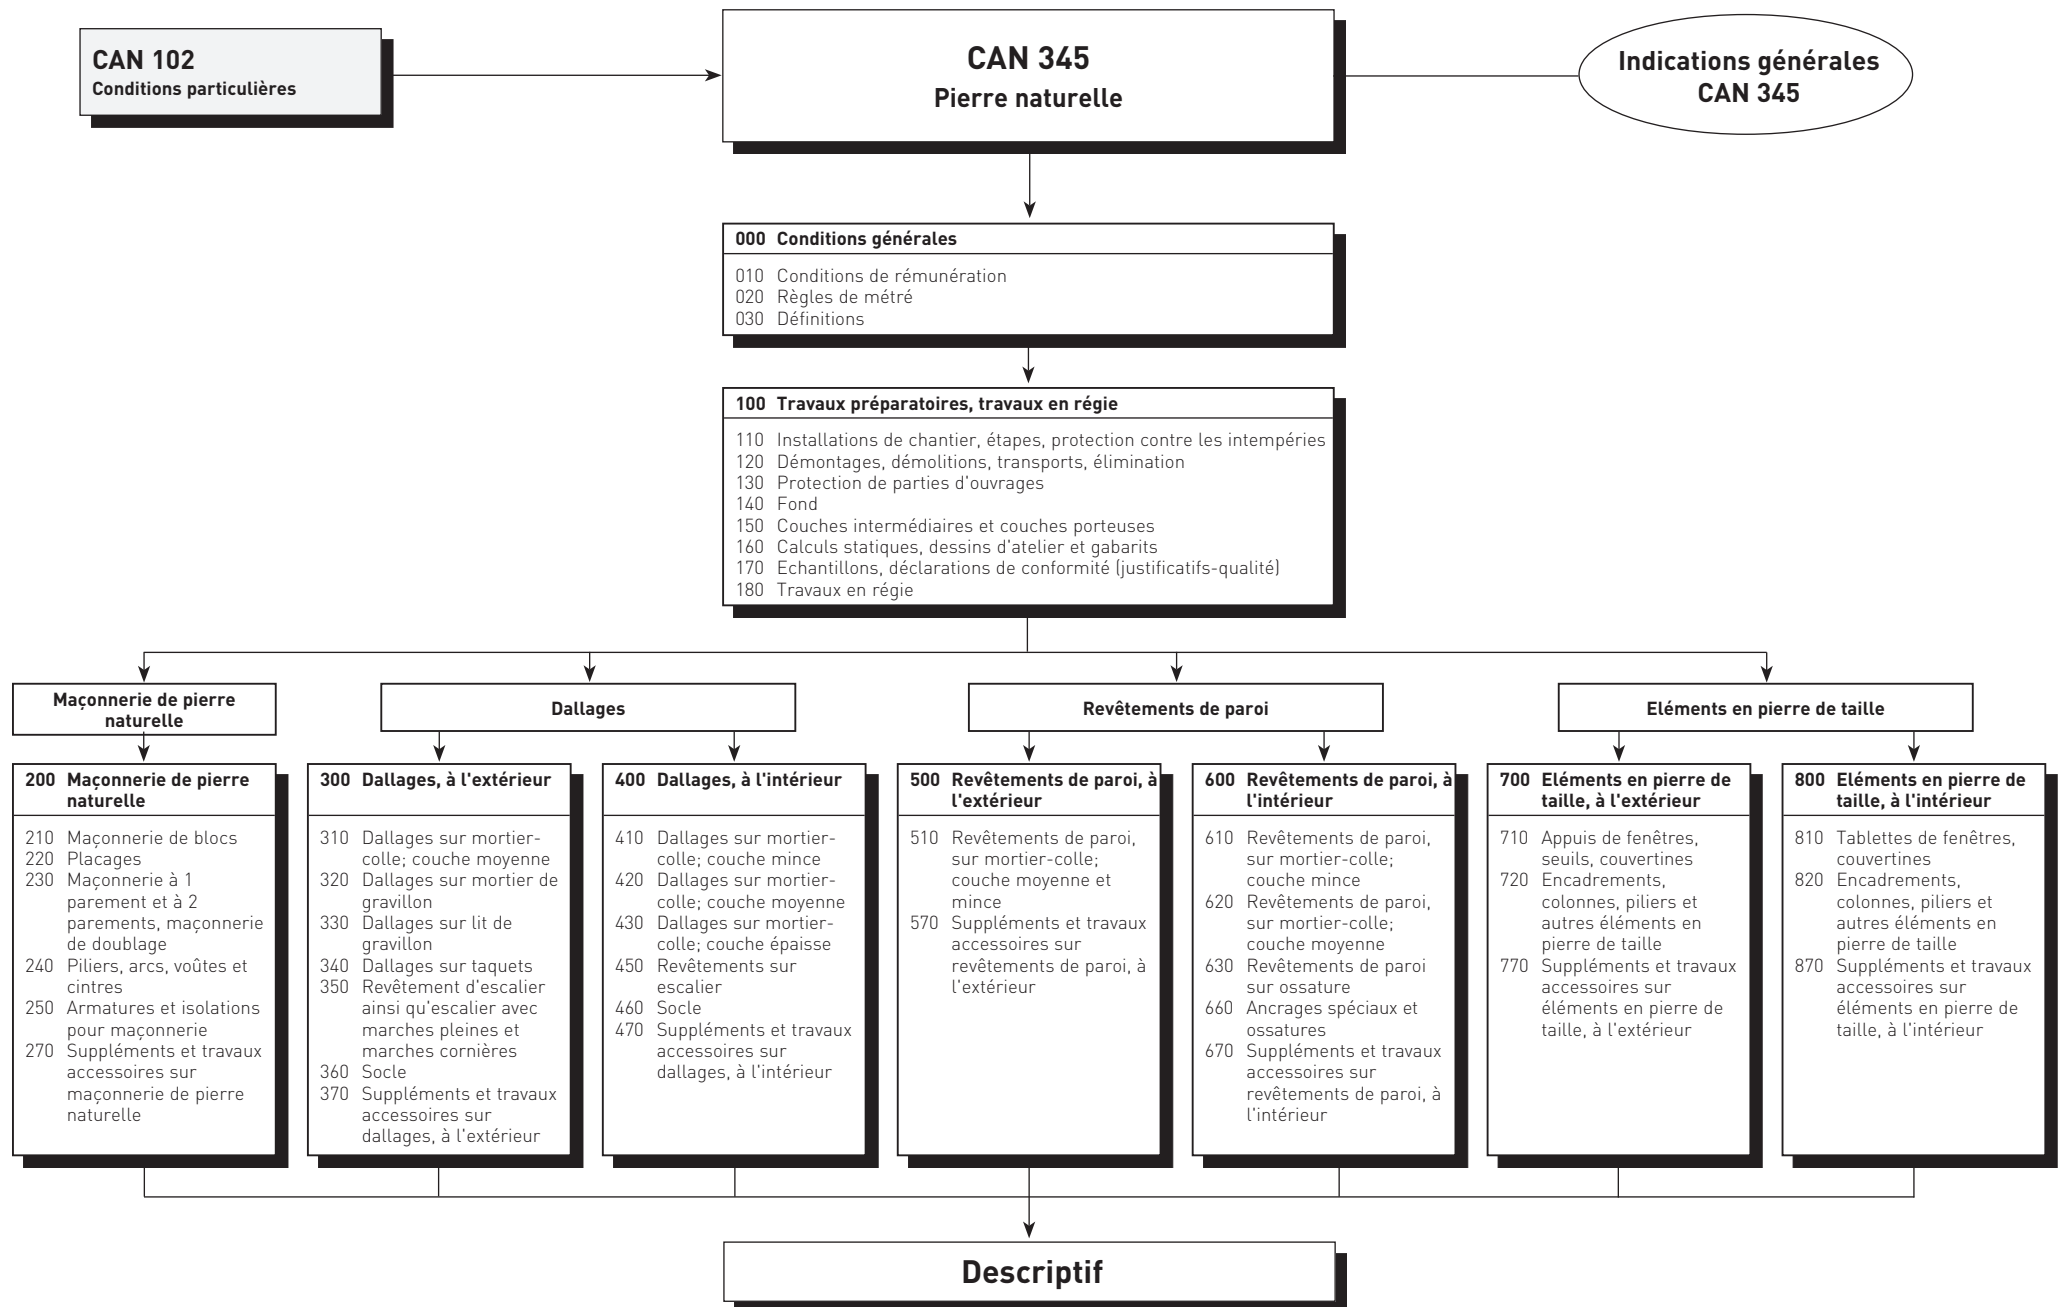 CAN 102
Conditions particulières
CAN 345
Pierre naturelle
Indications générales
CAN 345
000 Conditions générales
010 Conditions de rémunération
020 Règles de métré
030 Définitions
100 Travaux préparatoires, travaux en régie
110 Installations de chantier, étapes, protection contre les intempéries
120 Démontages, démolitions, transports, élimination
130 Protection de parties d'ouvrages
140 Fond
150 Couches intermédiaires et couches porteuses
160 Calculs statiques, dessins d'atelier et gabarits
170 Echantillons, déclarations de conformité (justificatifs-qualité)
180 Travaux en régie
Maçonnerie de pierre
naturelle
Dallages
Revêtements de paroi
Eléments en pierre de taille
200 Maçonnerie de pierre
naturelle
210 Maçonnerie de blocs
220 Placages
230 Maçonnerie à 1
parement et à 2
parements, maçonnerie
de doublage
240 Piliers, arcs, voûtes et
cintres
250 Armatures et isolations
pour maçonnerie
270 Suppléments et travaux
accessoires sur
maçonnerie de pierre
naturelle
300 Dallages, à l'extérieur
310 Dallages sur mortier-
colle; couche moyenne
320 Dallages sur mortier de
gravillon
330 Dallages sur lit de
gravillon
340 Dallages sur taquets
350 Revêtement d'escalier
ainsi qu'escalier avec
marches pleines et
marches cornières
360 Socle
370 Suppléments et travaux
accessoires sur
dallages, à l'extérieur
400 Dallages, à l'intérieur
410 Dallages sur mortier-
colle; couche mince
420 Dallages sur mortier-
colle; couche moyenne
430 Dallages sur mortier-
colle; couche épaisse
450 Revêtements sur
escalier
460 Socle
470 Suppléments et travaux
accessoires sur
dallages, à l'intérieur
500 Revêtements de paroi, à
l'extérieur
510 Revêtements de paroi,
sur mortier-colle;
couche moyenne et
mince
570 Suppléments et travaux
accessoires sur
revêtements de paroi, à
l'extérieur
600 Revêtements de paroi, à
l'intérieur
610 Revêtements de paroi,
sur mortier-colle;
couche mince
620 Revêtements de paroi,
sur mortier-colle;
couche moyenne
630 Revêtements de paroi
sur ossature
660 Ancrages spéciaux et
ossatures
670 Suppléments et travaux
accessoires sur
revêtements de paroi, à
l'intérieur
700 Eléments en pierre de
taille, à l'extérieur
710 Appuis de fenêtres,
seuils, couvertines
720 Encadrements,
colonnes, piliers et
autres éléments en
pierre de taille
770 Suppléments et travaux
accessoires sur
éléments en pierre de
taille, à l'extérieur
800 Eléments en pierre de
taille, à l'intérieur
810 Tablettes de fenêtres,
couvertines
820 Encadrements,
colonnes, piliers et
autres éléments en
pierre de taille
870 Suppléments et travaux
accessoires sur
éléments en pierre de
taille, à l'intérieur
Descriptif